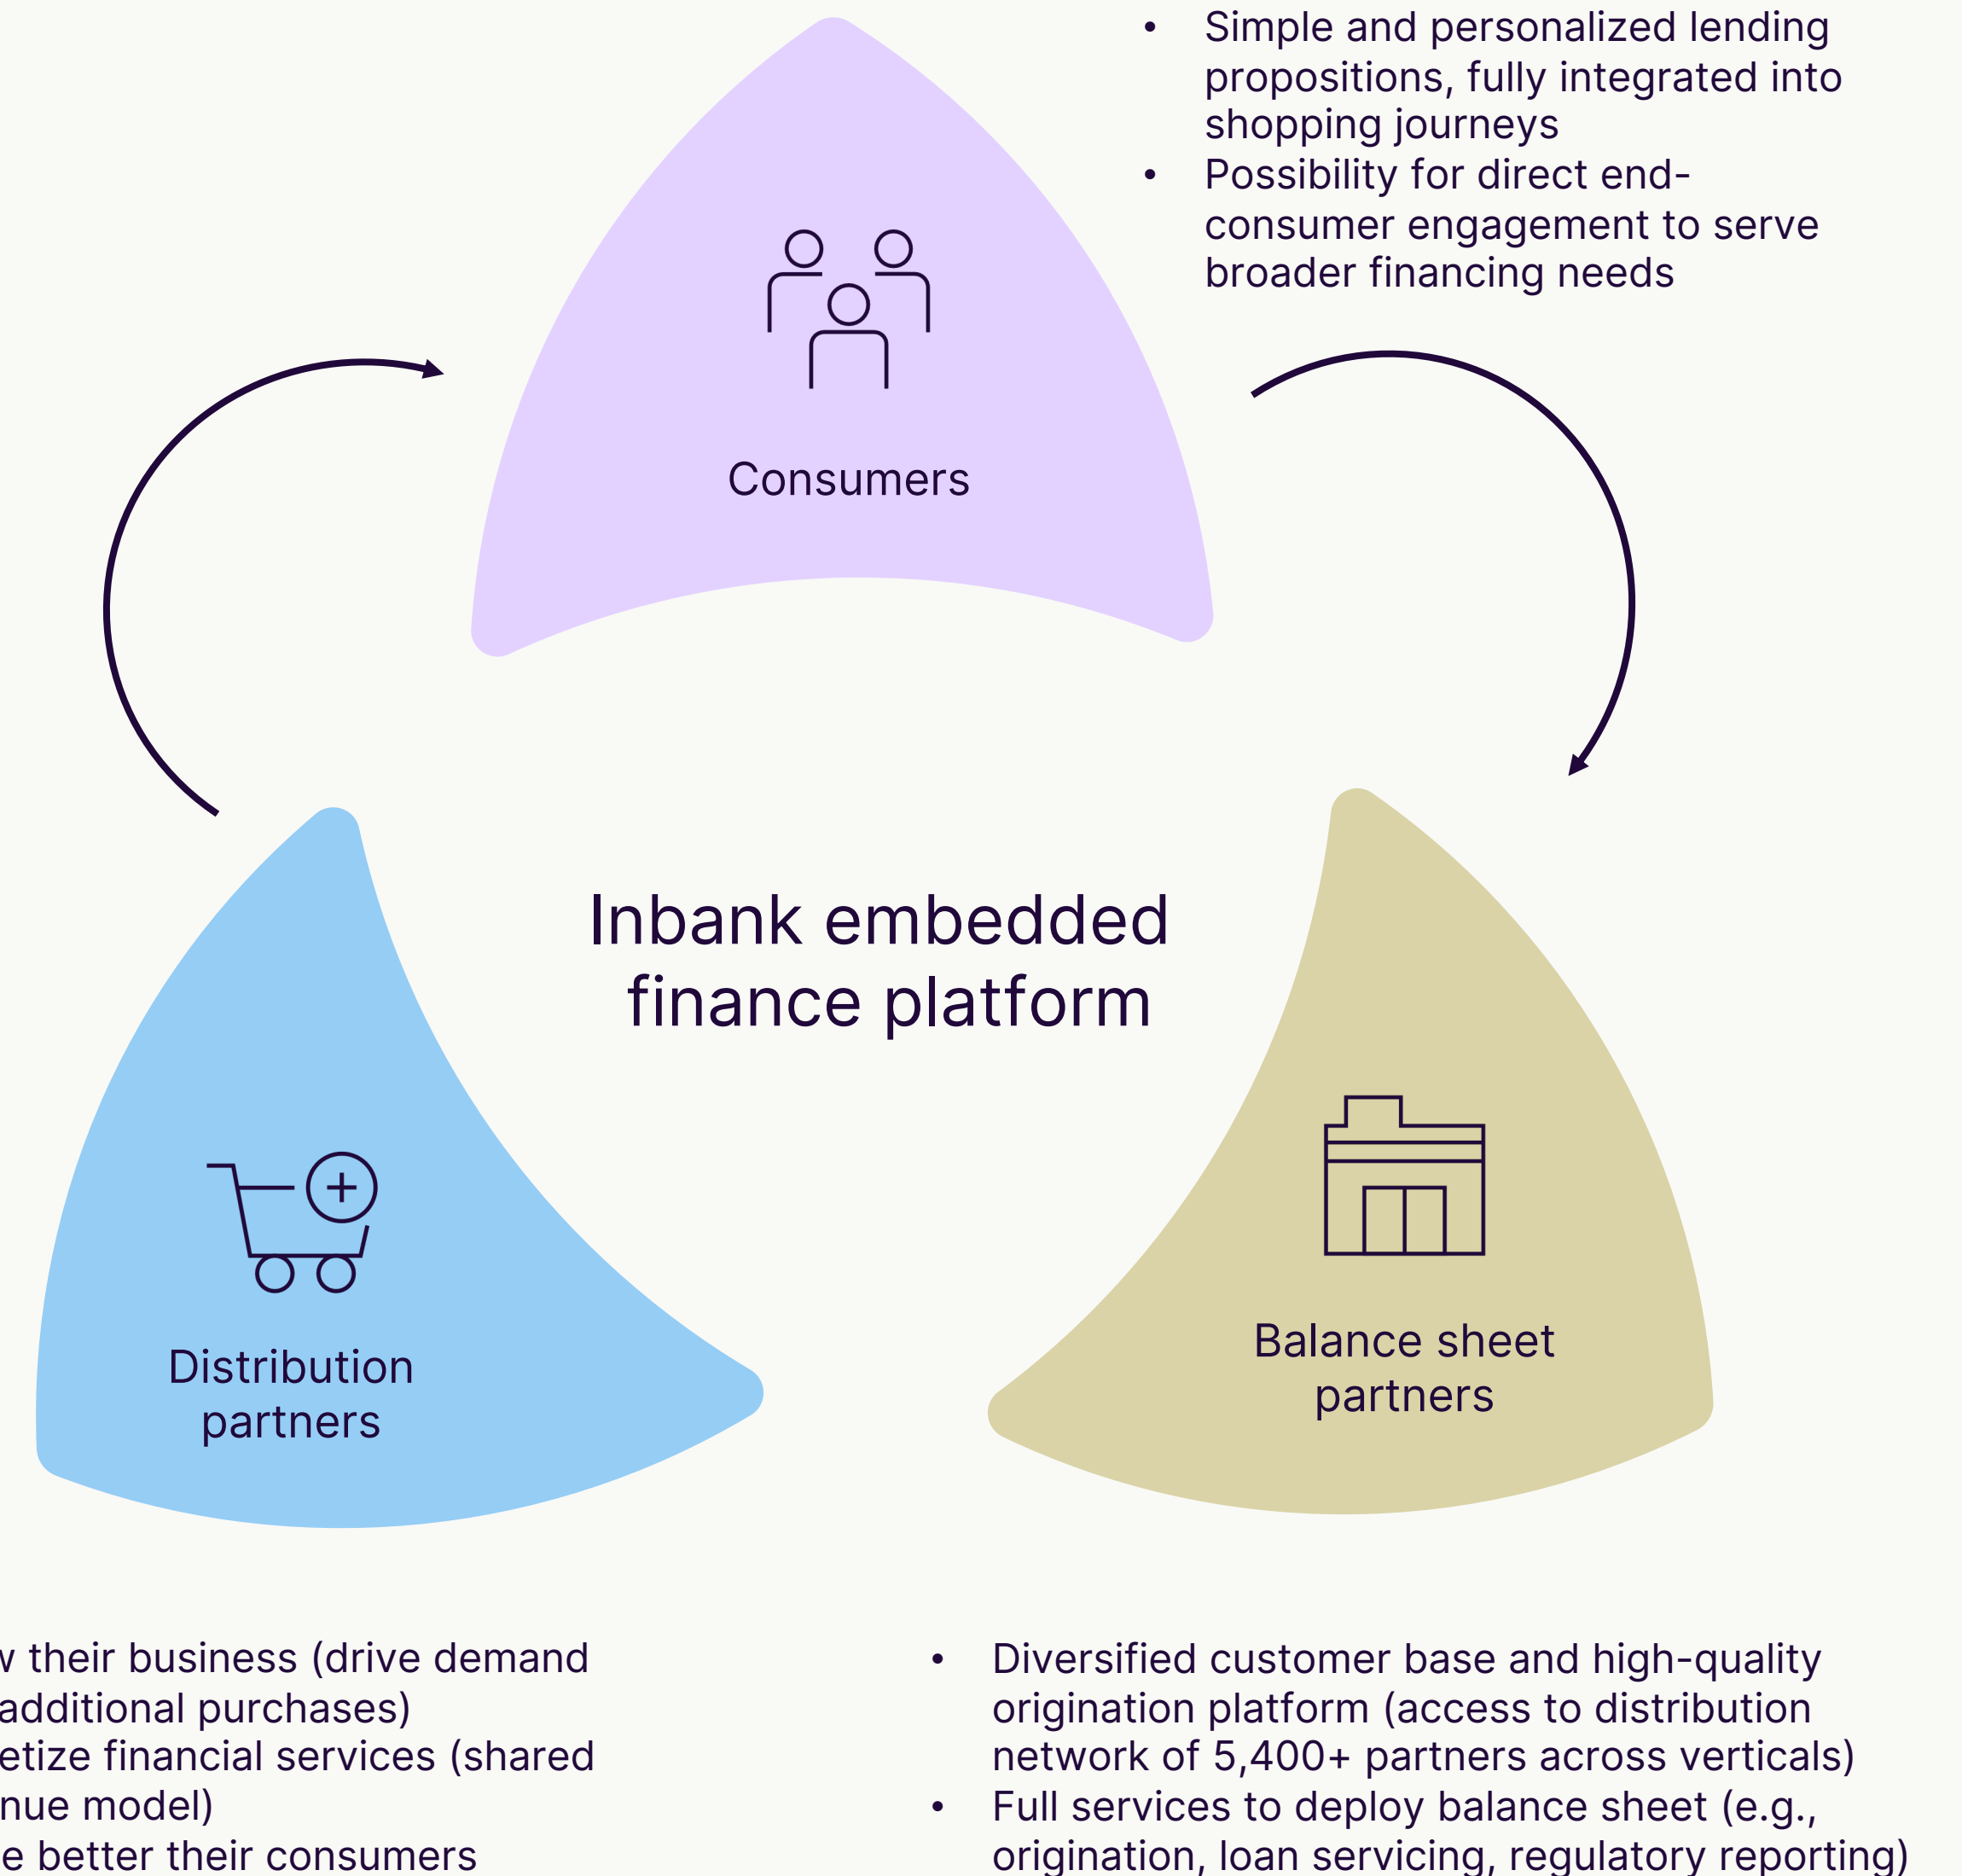 • Simple and personalized lending
propositions, fully integrated into
shopping journeys
• Possibility for direct end-
consumer engagement to serve
broader financing needs
Consumers
Inbank embedded
finance platform
Distribution
partners
Balance sheet
partners
their business (drive demand
additional purchases)
financial services (shared
model)
better their consumers
• Diversified customer base and high-quality
origination platform (access to distribution
network of 5,400+ partners across verticals)
• Full services to deploy balance sheet (e.g.,
origination, loan servicing, regulatory reporting)